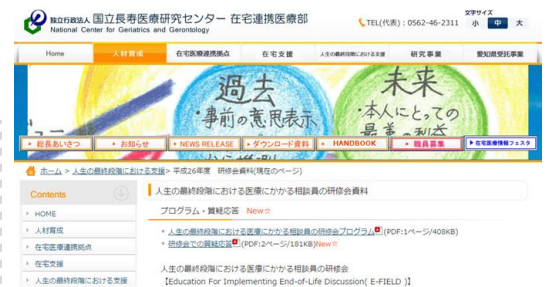 独立行政法人 国立長寿医療研究センター 在宅連携医療部
National Center for Geriatrics and Gerontology
TEL(代表) : 0562-46-2311
文字サイズ
小 中 大
Home 人材育成 在宅医療連携拠点 在宅支援 人生の最終段階における支援 研究事業 愛知県受託事業
過去
・事前の意思表示
未来
・本人にとっての
最善の利益
総長あいさつ お知らせ NEWS RELEASE ダウンロード資料 HANDBOOK 職員募集 在宅医療情報フェスタ
ホーム > 人生の最終段階における支援> 平成26年度 研修会資料(現在のページ)
Contents
HOME
人材育成
在宅医療連携拠点
在宅支援
人生の最終段階における支援
人生の最終段階における医療にかかる相談員の研修会資料
プログラム・質疑応答 New☆
人生の最終段階における医療にかかる相談員の研修会プログラム (PDF:1ページ/408KB)
研修会での質疑応答 (PDF:2ページ/181KB)New☆
人生の最終段階における医療にかかる相談員の研修会
【Education For Implementing End-of-Life Discussion( E-FIELD )】